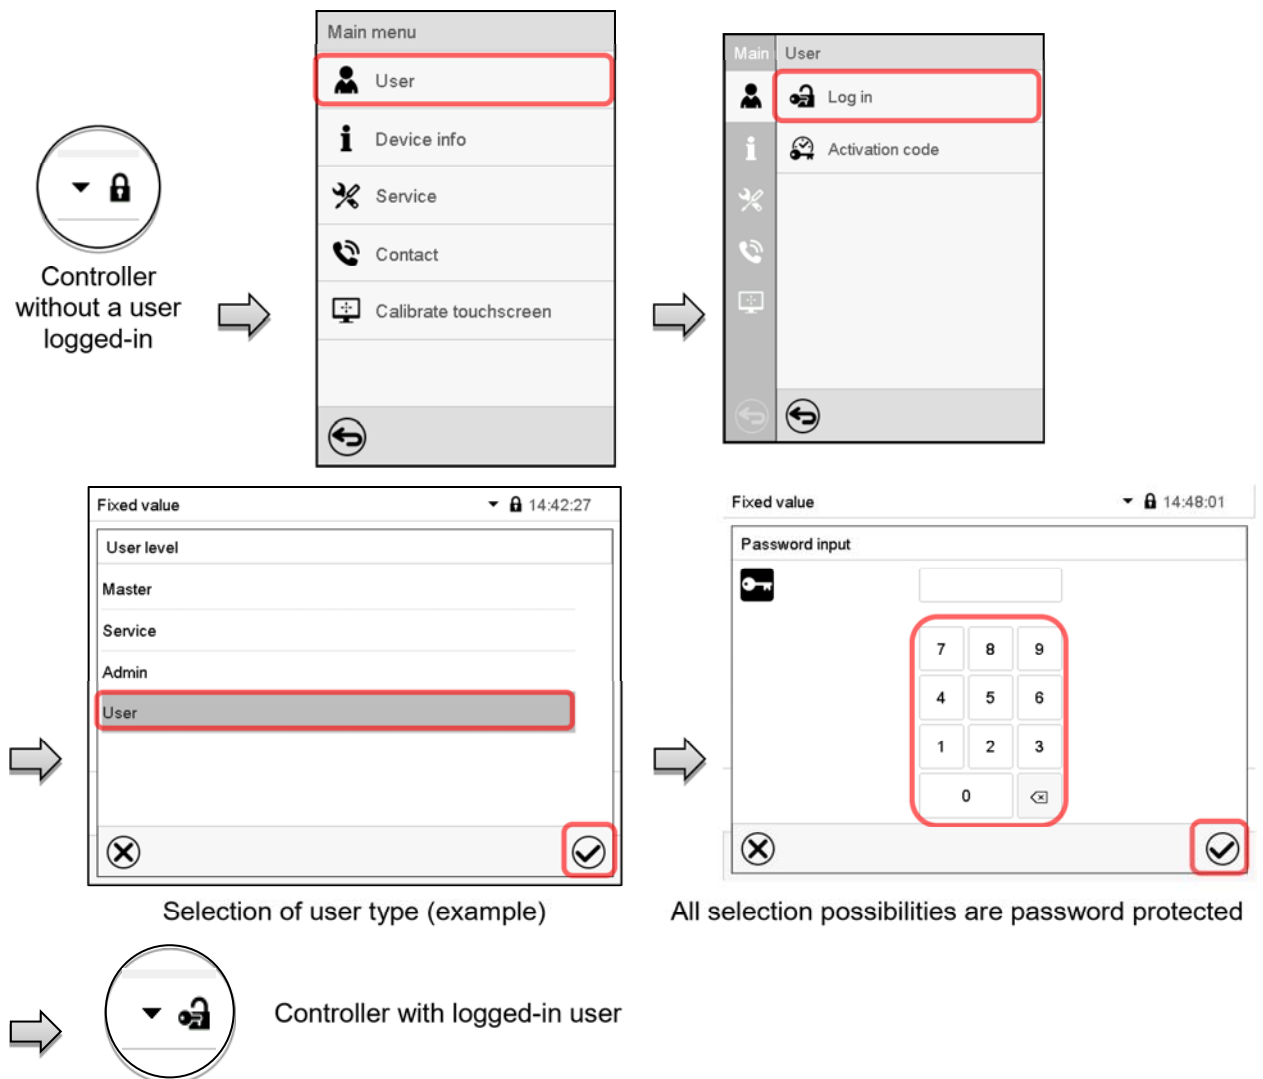 Main menu
User
Device info
Service
Contact
Calibrate touchscreen
Controller
without a user
logged-in
Main
User
Log in
Activation code
Fixed value
14:42:27
User level
Master
Service
Admin
User
Selection of user type (example)
Fixed value
14:48:01
Password input
7 8 9
4 5 6
1 2 3
0
All selection possibilities are password protected
Controller with logged-in user